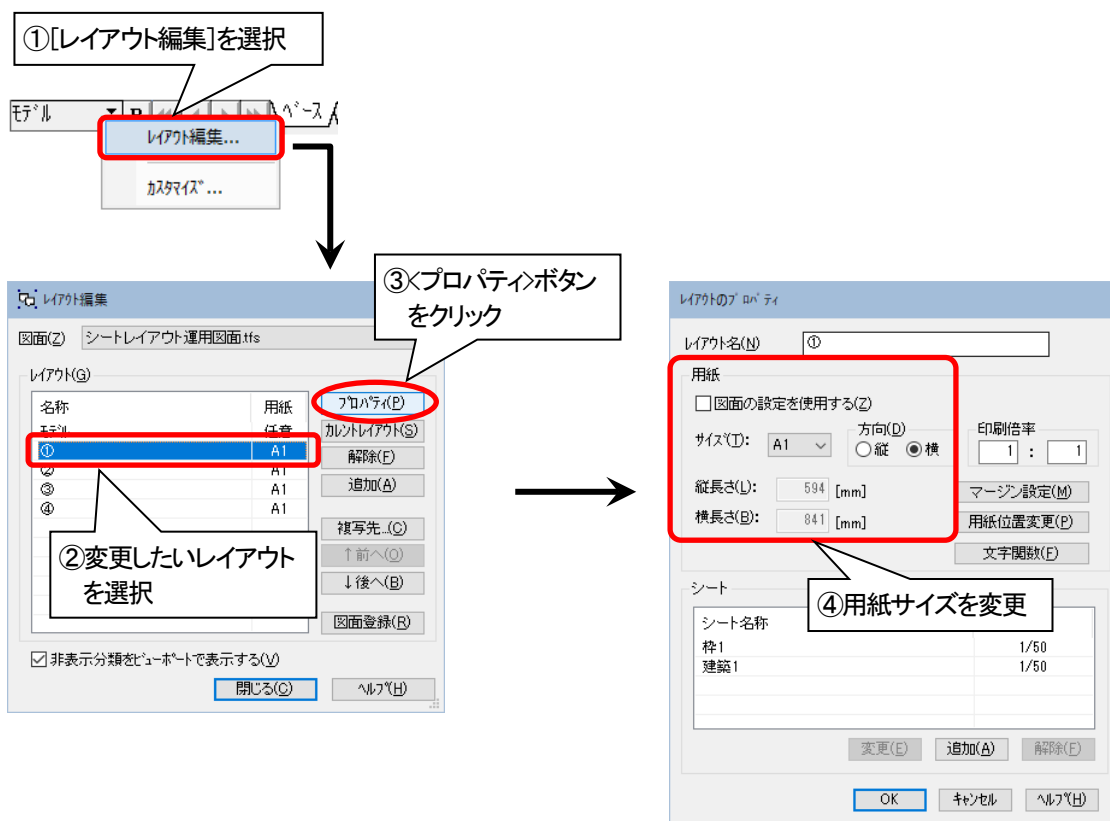 ①[レイアウト編集]を選択
ﾓﾃﾞﾙ
ﾍﾞｰｽ
ﾚｲｱｳﾄ編集...
ｶｽﾀﾏｲｽﾞ...
③<プロパティ>ボタン
をクリック
ﾚｲｱｳﾄ編集
図面(Z) シートレイアウト運用図面.tfs
ﾚｲｱｳﾄ(G)
名称 用紙
ﾓﾃﾞﾙ 任意
① A1
② A1
③ A1
④ A1
ﾌﾟﾛﾊﾟﾃｨ(P)
ｶﾚﾝﾄﾚｲｱｳﾄ(S)
解除(F)
追加(A)
複写先...(C)
↑前へ(O)
↓後へ(B)
図面登録(R)
②変更したいレイアウト
を選択
非表示分類をﾋﾞｭｰﾎﾟｰﾄで表示する(V)
閉じる(C) ﾍﾙﾌﾟ(H)
ﾚｲｱｳﾄのﾌﾟﾛﾊﾟﾃｨ
ﾚｲｱｳﾄ名(N) ①
用紙
図面の設定を使用する(Z)
ｻｲｽﾞ(T): A1
方向(D)
縦 横
縦長さ(L): 594 [mm]
横長さ(B): 841 [mm]
印刷倍率
1 : 1
マージン設定(M)
用紙位置変更(P)
文字関数(F)
④用紙サイズを変更
シート
シート名称
枠1 1/50
建築1 1/50
変更(E) 追加(A) 解除(F)
OK ｷｬﾝｾﾙ ﾍﾙﾌﾟ(H)